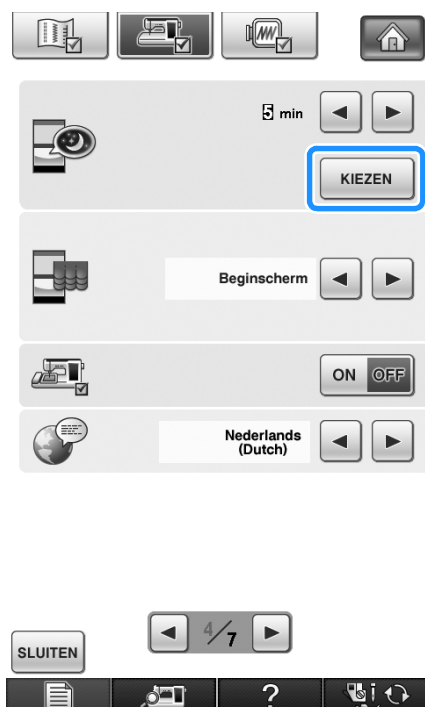 5 min
KIEZEN
Beginscherm
ON OFF
Nederlands
(Dutch)
4/7
SLUITEN
?